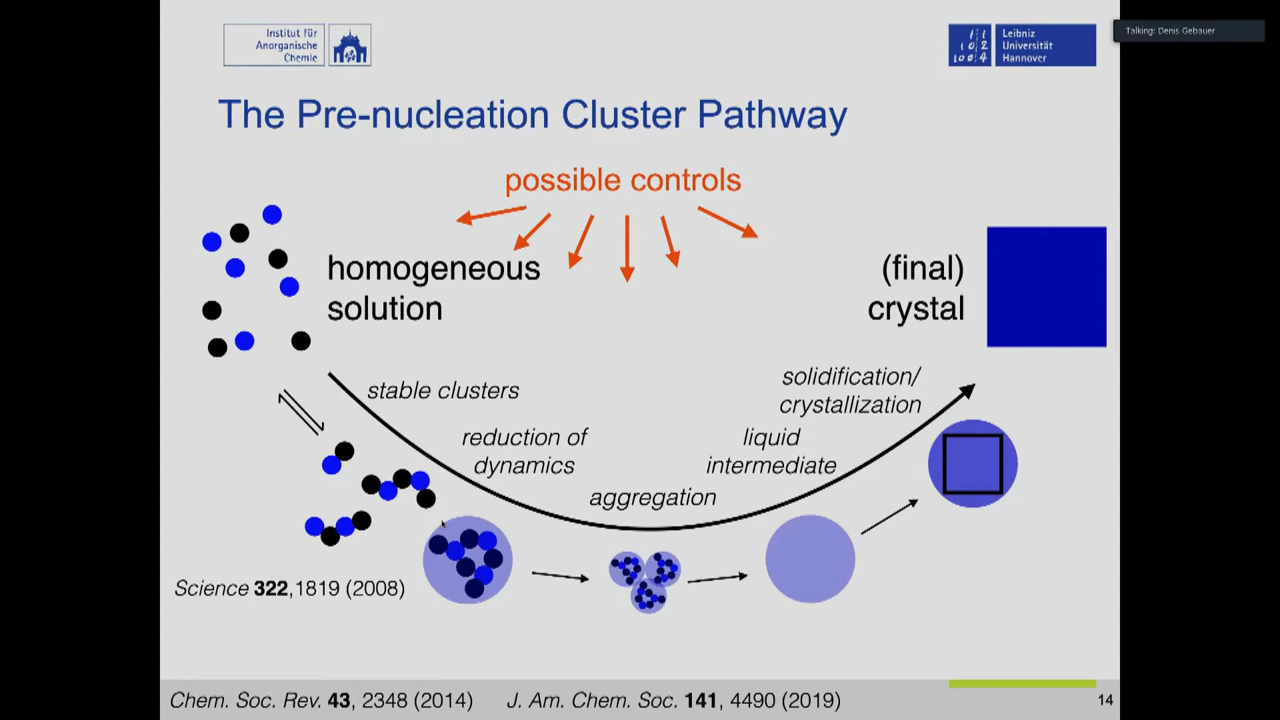 Institut für
Anorganische
Chemie
Leibniz
Universität
Hannover
Talking: Denis Gebauer
The Pre-nucleation Cluster Pathway
possible controls
homogeneous
solution
(final)
crystal
stable clusters
reduction of
dynamics
aggregation
liquid
intermediate
solidification/
crystallization
Science 322,1819 (2008)
Chem. Soc. Rev. 43, 2348 (2014) J. Am. Chem. Soc. 141, 4490 (2019)
14